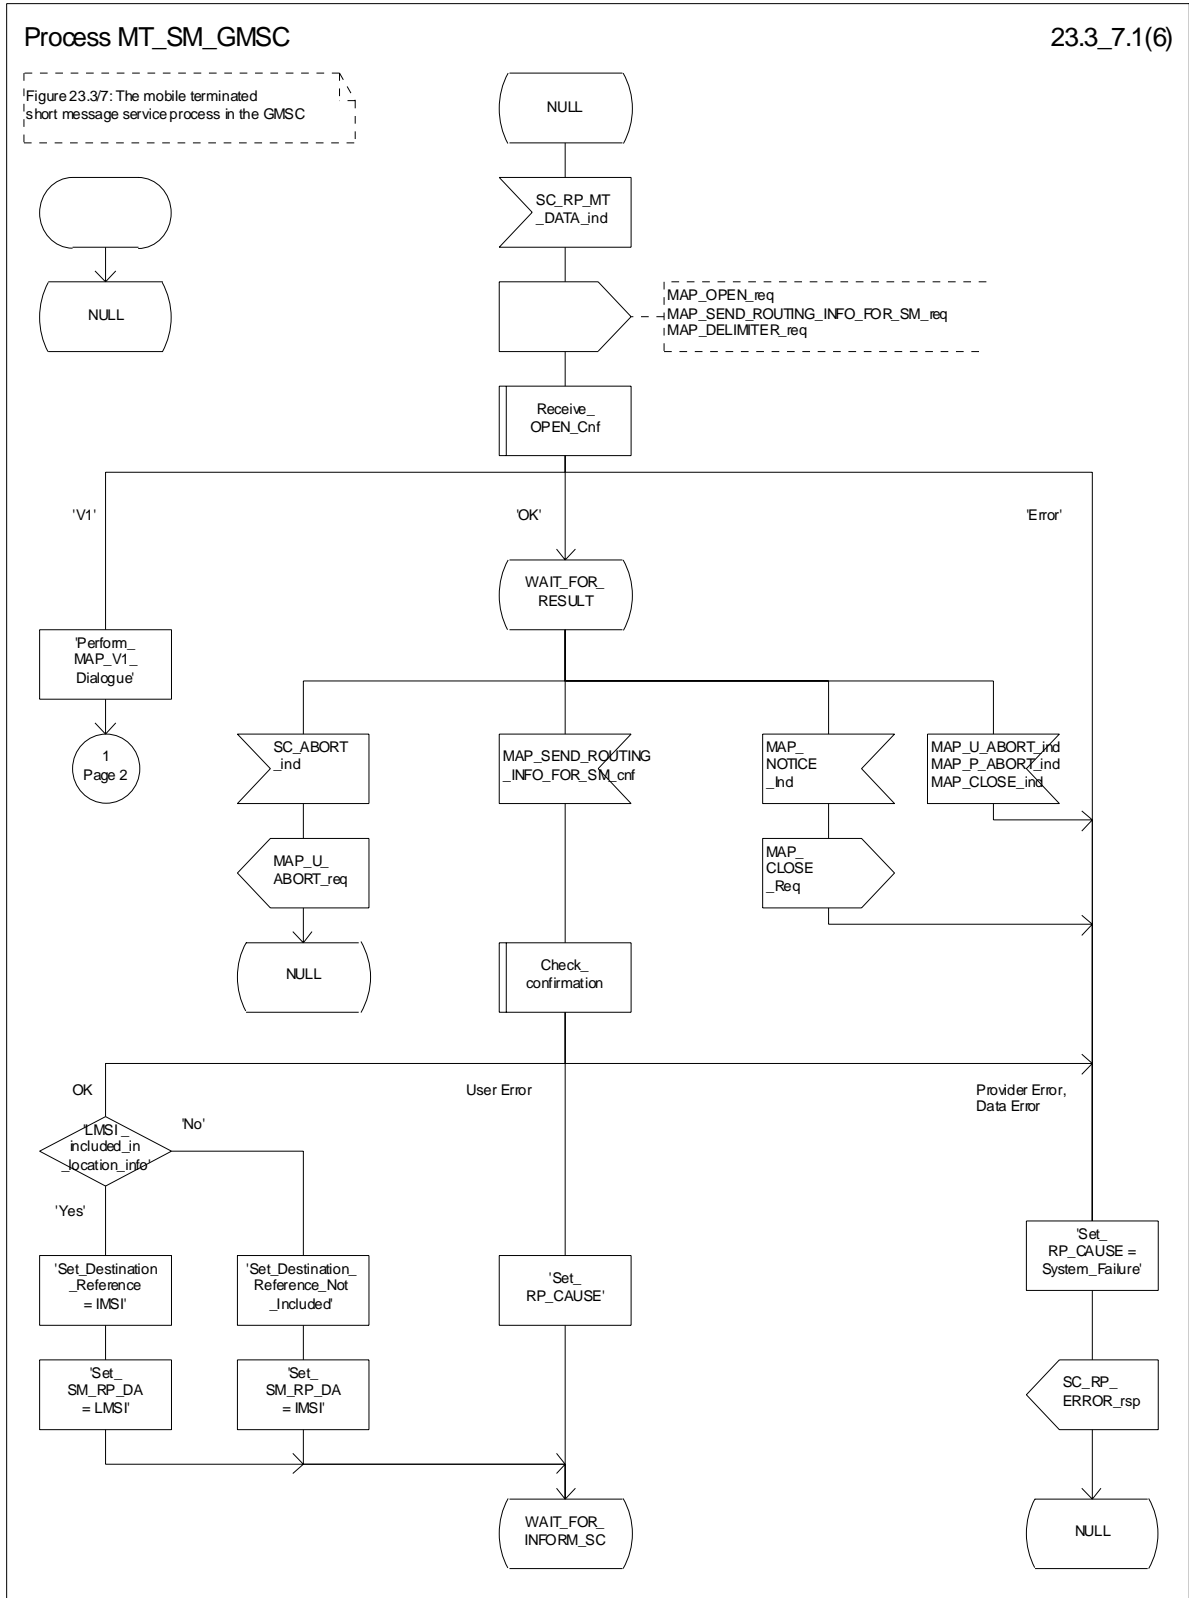 Process MT_SM_GMSC
23.3_7.1(6)
Figure 23.3/7: The mobile terminated
short message service process in the GMSC
NULL
SC_RP_MT
_DATA_ind
NULL
MAP_OPEN_req
MAP_SEND_ROUTING_INFO_FOR_SM_req
MAP_DELIMITER_req
Receive_
OPEN_Cnf
'V1'
'OK'
'Error'
WAIT_FOR_
RESULT
'Perform_
MAP_V1_
Dialogue'
1
Page 2
SC_ABORT
_ind
MAP_SEND_ROUTING
_INFO_FOR_SM_cnf
MAP_
NOTICE
_Ind
MAP_U_ABORT_ind
MAP_P_ABORT_ind
MAP_CLOSE_ind
MAP_U_
ABORT_req
MAP_
CLOSE
_Req
NULL
Check_
confirmation
OK
User Error
Provider Error,
Data Error
'LMSI_
included_in
_location_info'
'No'
'Yes'
'Set_Destination
_Reference
= IMSI'
'Set_Destination_
Reference_Not
_Included'
'Set_
RP_CAUSE'
'Set_
RP_CAUSE =
System_Failure'
'Set_
SM_RP_DA
= LMSI'
'Set_
SM_RP_DA
= IMSI'
SC_RP_
ERROR_rsp
WAIT_FOR_
INFORM_SC
NULL